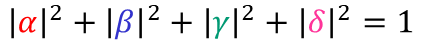 |α|² + |β|² + |γ|² + |δ|² = 1